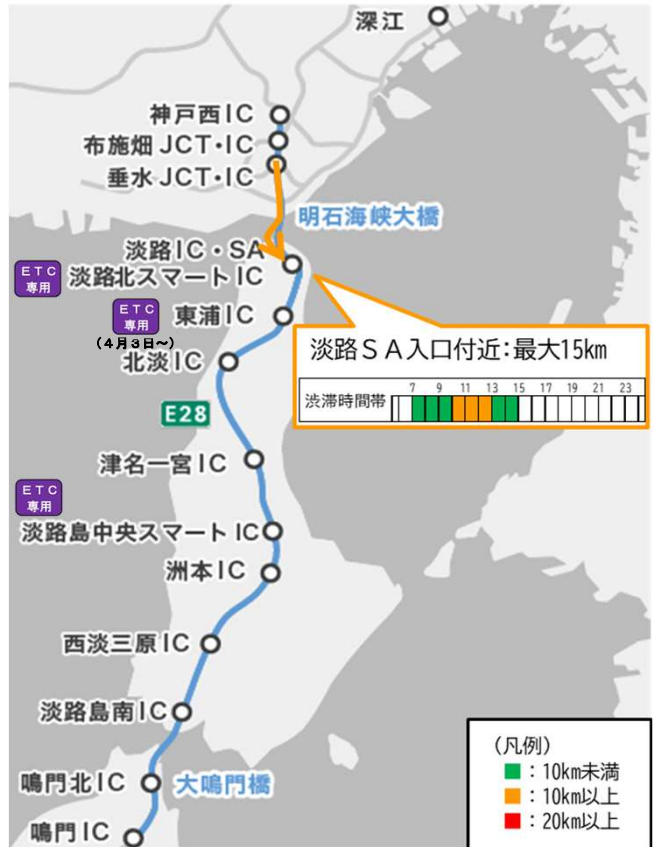 深江
神戸西IC
布施畑JCT・IC
垂水JCT・IC
明石海峡大橋
淡路IC・SA
ETC
専用
淡路北スマートIC
ETC
専用
(4月3日~)
東浦IC
北淡IC
淡路SA入口付近:最大15km
渋滞時間帯
7 9 11 13 15 17 19 21 23
E28
津名一宮IC
ETC
専用
淡路島中央スマートIC
洲本IC
西淡三原IC
淡路島南IC
鳴門北IC
大鳴門橋
鳴門IC
(凡例)
:10km未満
:10km以上
:20km以上